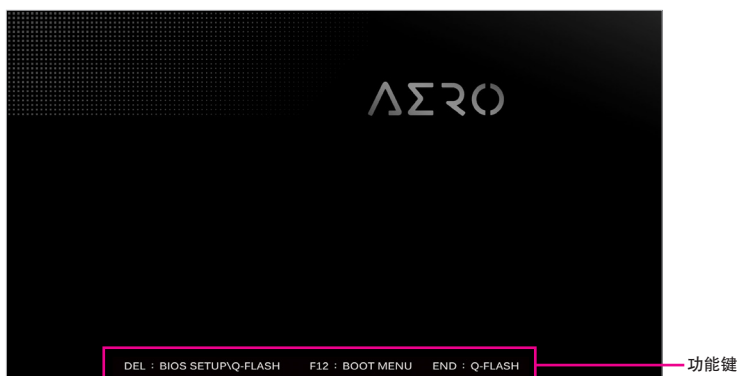 AERO
DEL : BIOS SETUP\Q-FLASH F12 : BOOT MENU END : Q-FLASH
功能键